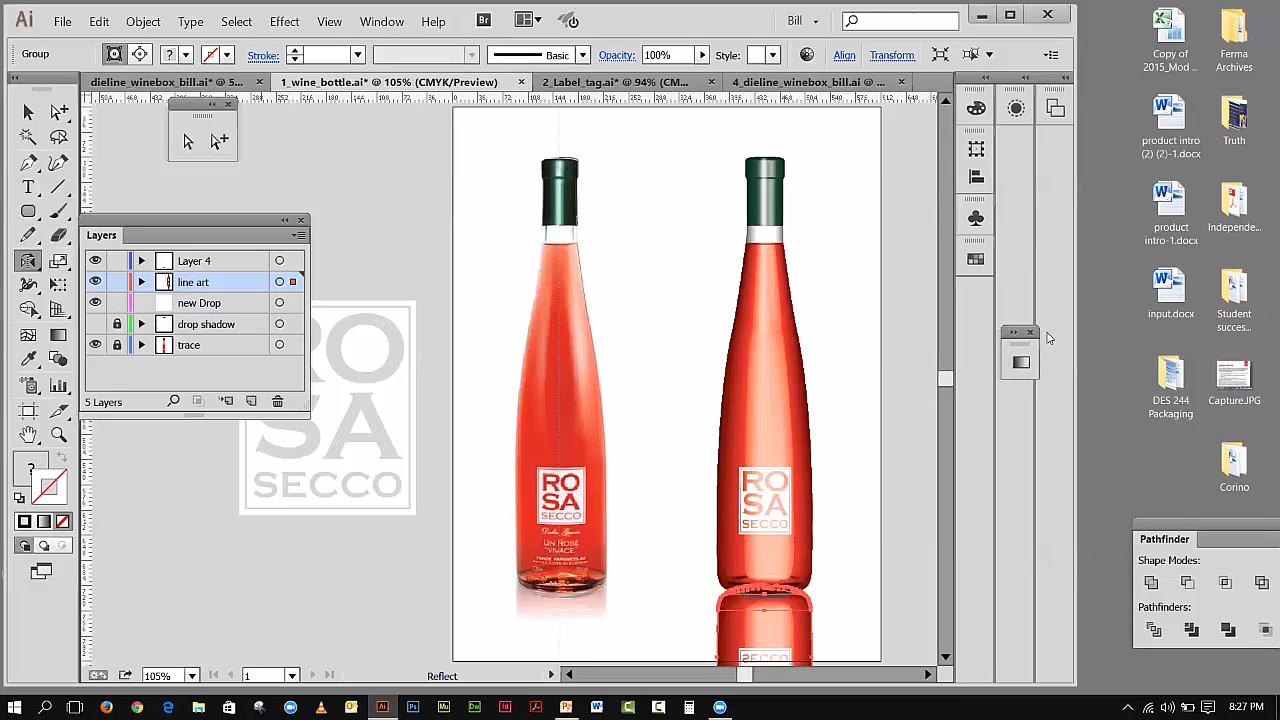 Ai File Edit Object Type Select Effect View Window Help Br Bill
Group ? Stroke: Basic Opacity: 100% Style: Align Transform
dieline_winebox_bill.ai* @ 5... × 1_wine_bottle.ai* @ 105% (CMYK/Preview) × 2_Label_tag.ai* @ 94% (CM... × 4_dieline_winebox_bill.ai @ ... ×
Layers
Layer 4
line art
new Drop
drop shadow
trace
5 Layers
RO
SA
SECCO
RO
SA
SECCO
UN ROSÉ
"VIVACE"
RO
SA
SECCO
SECCO
105% 1 Reflect
Copy of
2015_Mod ...
Ferma
Archives
product intro
(2) (2)-1.docx
Truth
product
intro-1.docx
Independe...
input.docx
Student
succes...
DES 244
Packaging
Capture.JPG
Corino
Pathfinder
Shape Modes:
Pathfinders:
8:27 PM